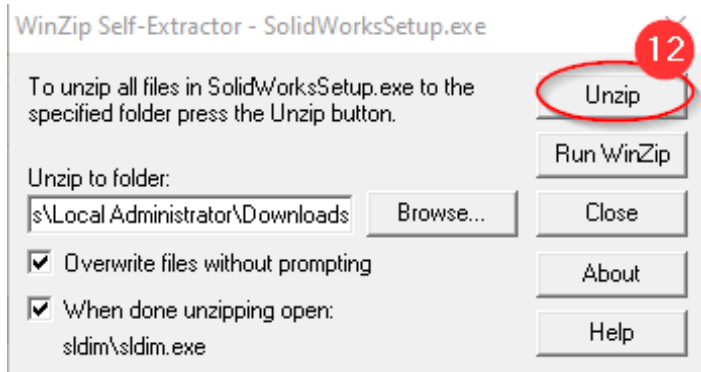 WinZip Self-Extractor - SolidWorksSetup.exe
12
To unzip all files in SolidWorksSetup.exe to the
specified folder press the Unzip button.
Unzip
Run WinZip
Unzip to folder:
s\Local Administrator\Downloads
Browse...
Close
Overwrite files without prompting
About
When done unzipping open:
sldim\sldim.exe
Help